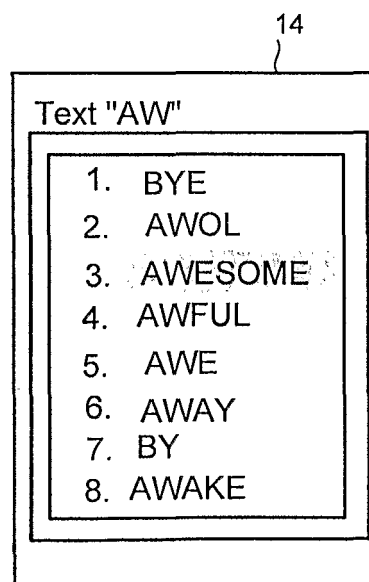 14
Text "AW"
1. BYE
2. AWOL
3. AWESOME
4. AWFUL
5. AWE
6. AWAY
7. BY
8. AWAKE